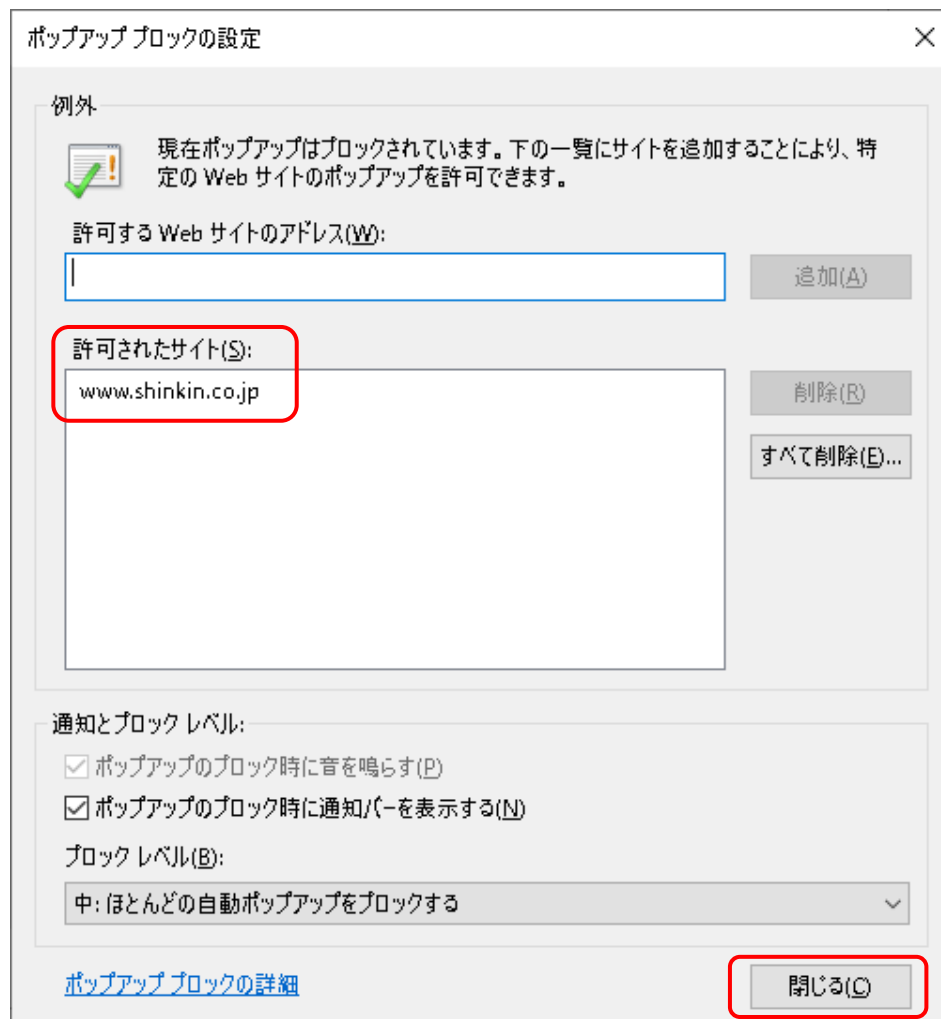 ポップアップ ブロックの設定
例外
現在ポップアップはブロックされています。下の一覧にサイトを追加することにより、特
定の Web サイトのポップアップを許可できます。
許可する Web サイトのアドレス(W):
追加(A)
許可されたサイト(S):
www.shinkin.co.jp
削除(R)
すべて削除(E)...
通知とブロック レベル:
ポップアップのブロック時に音を鳴らす(P)
ポップアップのブロック時に通知バーを表示する(N)
ブロック レベル(B):
中: ほとんどの自動ポップアップをブロックする
ポップアップ ブロックの詳細
閉じる(C)